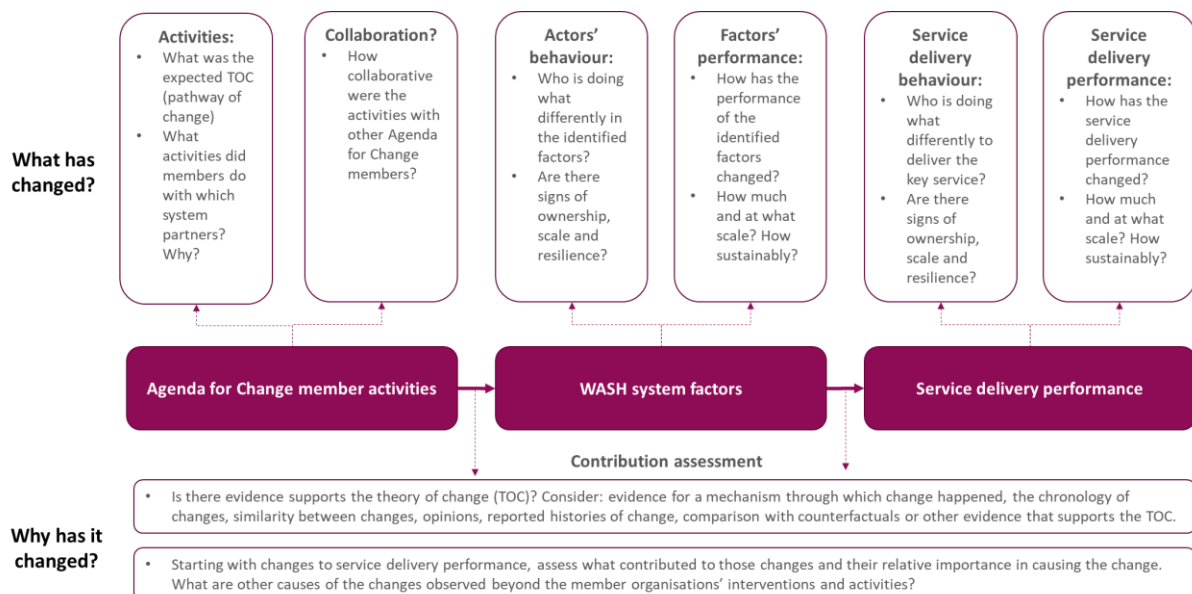 What has
changed?
Activities:
• What was the
expected TOC
(pathway of
change)
• What
activities did
members do
with which
system
partners?
Why?
Collaboration?
• How
collaborative
were the
activities with
other Agenda
for Change
members?
Actors'
behaviour:
• Who is doing
what
differently in
the identified
factors?
• Are there
signs of
ownership,
scale and
resilience?
Factors'
performance:
• How has the
performance
of the
identified
factors
changed?
• How much
and at what
scale? How
sustainably?
Service
delivery
behaviour:
• Who is doing
what
differently to
deliver the
key service?
• Are there
signs of
ownership,
scale and
resilience?
Service
delivery
performance:
• How has the
service
delivery
performance
changed?
• How much
and at what
scale? How
sustainably?
Agenda for Change member activities
WASH system factors
Service delivery performance
Contribution assessment
Why has it
changed?
• Is there evidence supports the theory of change (TOC)? Consider: evidence for a mechanism through which change happened, the chronology of
changes, similarity between changes, opinions, reported histories of change, comparison with counterfactuals or other evidence that supports the TOC.
• Starting with changes to service delivery performance, assess what contributed to those changes and their relative importance in causing the change.
What are other causes of the changes observed beyond the member organisations' interventions and activities?